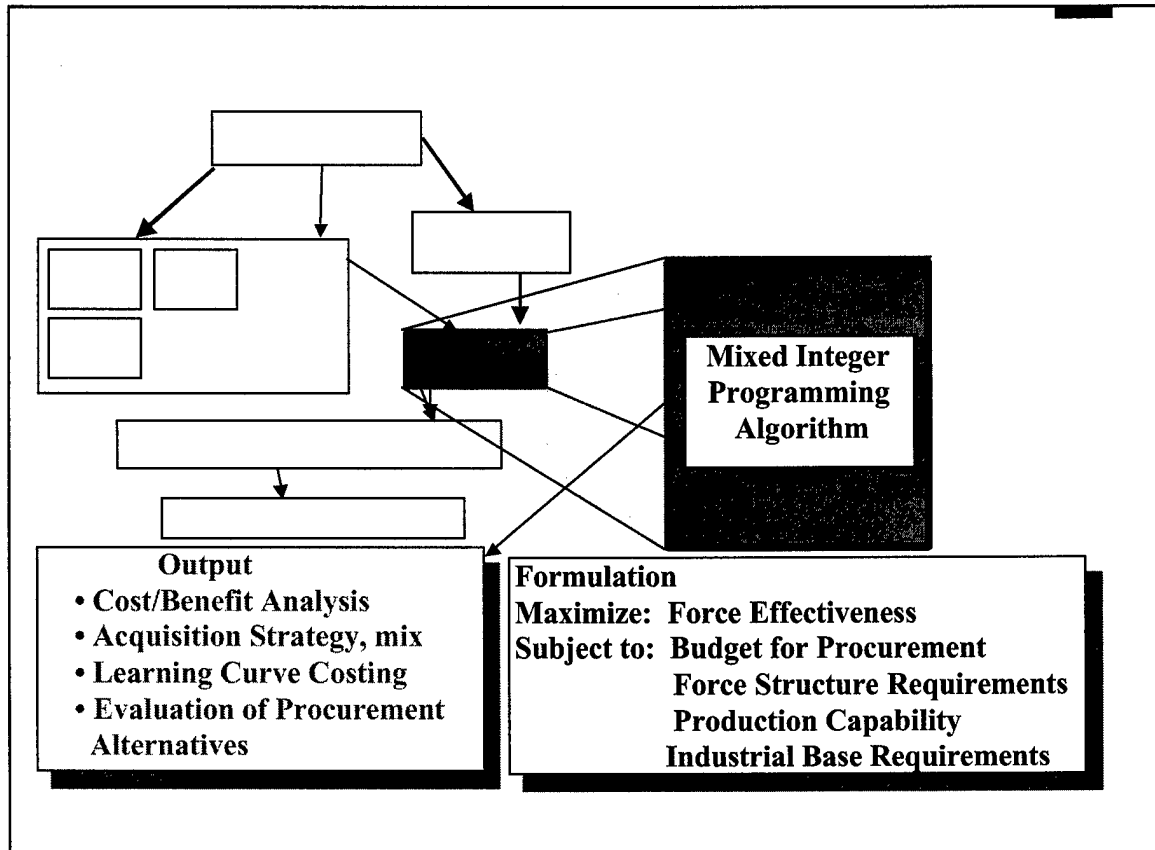 Mixed Integer
Programming
Algorithm
Output
• Cost/Benefit Analysis
• Acquisition Strategy, mix
• Learning Curve Costing
• Evaluation of Procurement
Alternatives
Formulation
Maximize: Force Effectiveness
Subject to: Budget for Procurement
Force Structure Requirements
Production Capability
Industrial Base Requirements